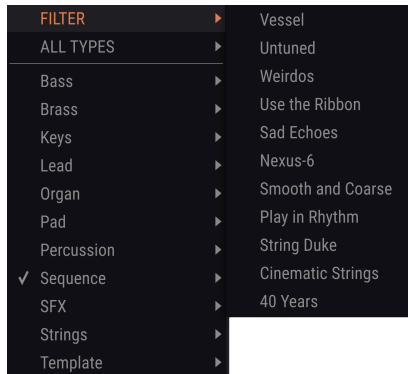 FILTER
ALL TYPES
Bass
Brass
Keys
Lead
Organ
Pad
Percussion
Sequence
SFX
Strings
Template
Vessel
Untuned
Weirdos
Use the Ribbon
Sad Echoes
Nexus-6
Smooth and Coarse
Play in Rhythm
String Duke
Cinematic Strings
40 Years